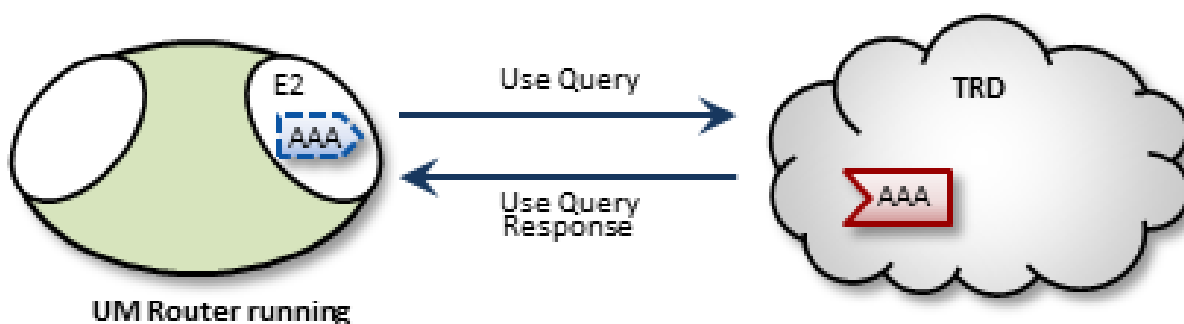 E2
AAA
UM Router running
Use Query
Use Query
Response
TRD
AAA